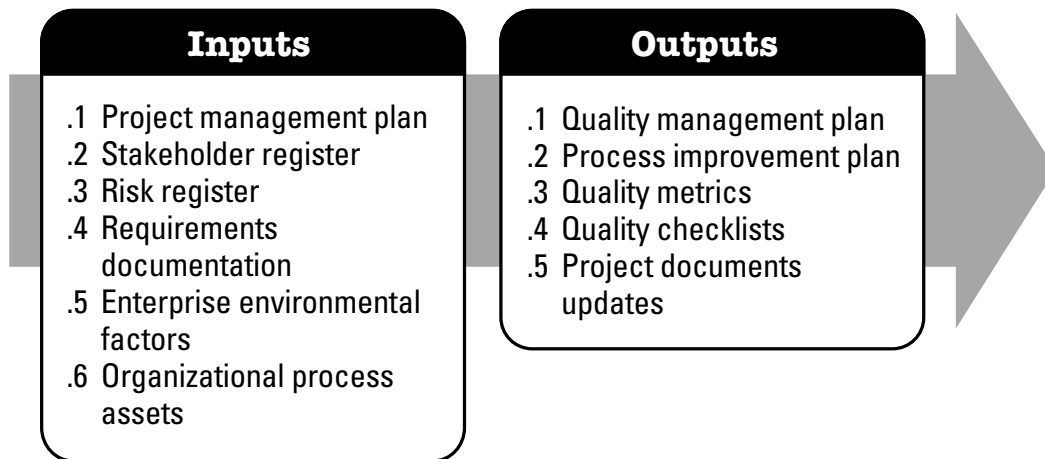 Inputs
.1 Project management plan
.2 Stakeholder register
.3 Risk register
.4 Requirements
documentation
.5 Enterprise environmental
factors
.6 Organizational process
assets
Outputs
.1 Quality management plan
.2 Process improvement plan
.3 Quality metrics
.4 Quality checklists
.5 Project documents
updates